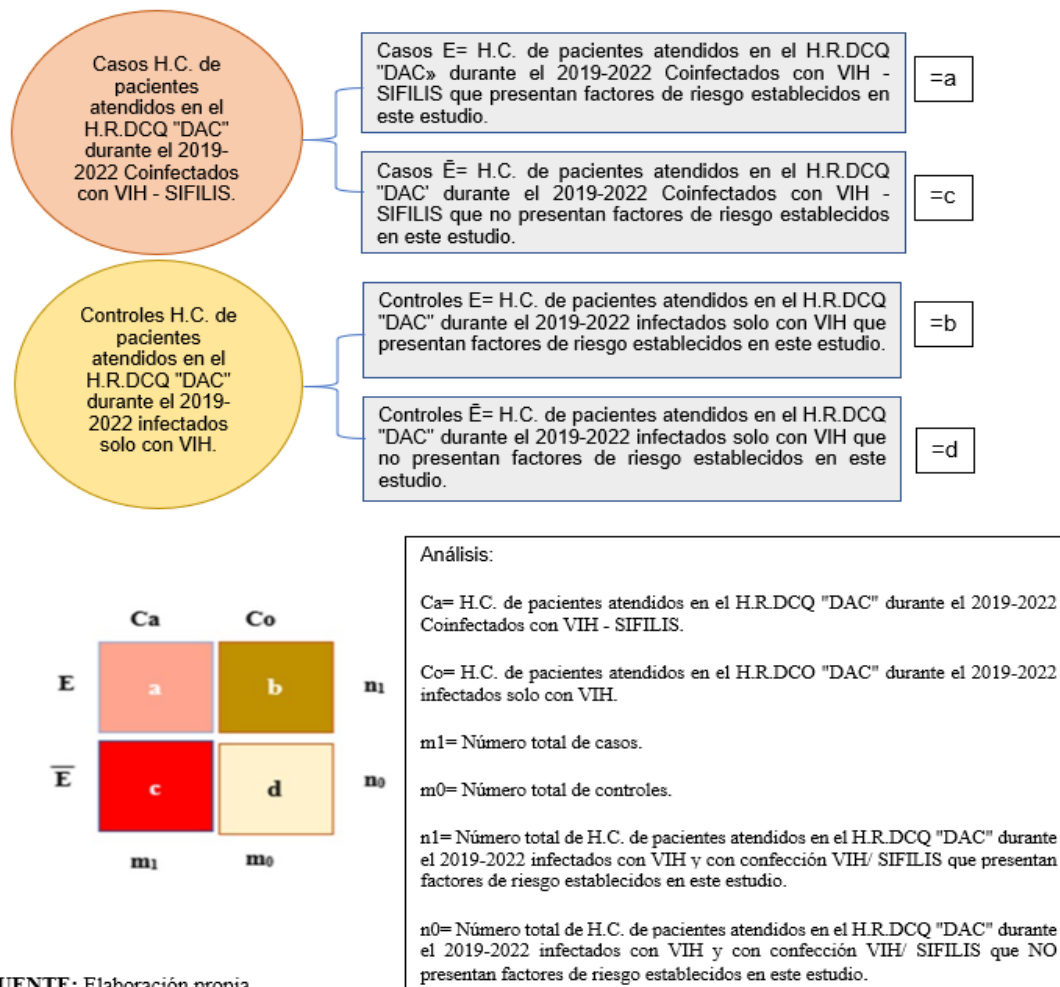 Casos H.C. de
pacientes
atendidos en el
H.R.DCQ "DAC"
durante el 2019-
2022 Coinfectados
con VIH - SIFILIS.
Casos E= H.C. de pacientes atendidos en el H.R.DCQ
"DAC» durante el 2019-2022 Coinfectados con VIH -
SIFILIS que presentan factores de riesgo establecidos en
este estudio.
=a
Casos Ē= H.C. de pacientes atendidos en el H.R.DCQ
"DAC' durante el 2019-2022 Coinfectados con VIH -
SIFILIS que no presentan factores de riesgo establecidos
en este estudio.
=c
Controles H.C. de
pacientes
atendidos en el
H.R.DCQ "DAC"
durante el 2019-
2022 infectados
solo con VIH.
Controles E= H.C. de pacientes atendidos en el H.R.DCQ
"DAC" durante el 2019-2022 infectados solo con VIH que
presentan factores de riesgo establecidos en este estudio.
=b
Controles Ē= H.C. de pacientes atendidos en el H.R.DCQ
"DAC" durante el 2019-2022 infectados solo con VIH que
no presentan factores de riesgo establecidos en este
estudio.
=d
Ca Co
E a b n1
E̅ c d n0
m1 m0
Análisis:
Ca= H.C. de pacientes atendidos en el H.R.DCQ "DAC" durante el 2019-2022
Coinfectados con VIH - SIFILIS.
Co= H.C. de pacientes atendidos en el H.R.DCO "DAC" durante el 2019-2022
infectados solo con VIH.
m1= Número total de casos.
m0= Número total de controles.
n1= Número total de H.C. de pacientes atendidos en el H.R.DCQ "DAC" durante
el 2019-2022 infectados con VIH y con confección VIH/ SIFILIS que presentan
factores de riesgo establecidos en este estudio.
n0= Número total de H.C. de pacientes atendidos en el H.R.DCQ "DAC" durante
el 2019-2022 infectados con VIH y con confección VIH/ SIFILIS que NO
presentan factores de riesgo establecidos en este estudio.
UENTE: Elaboración propia